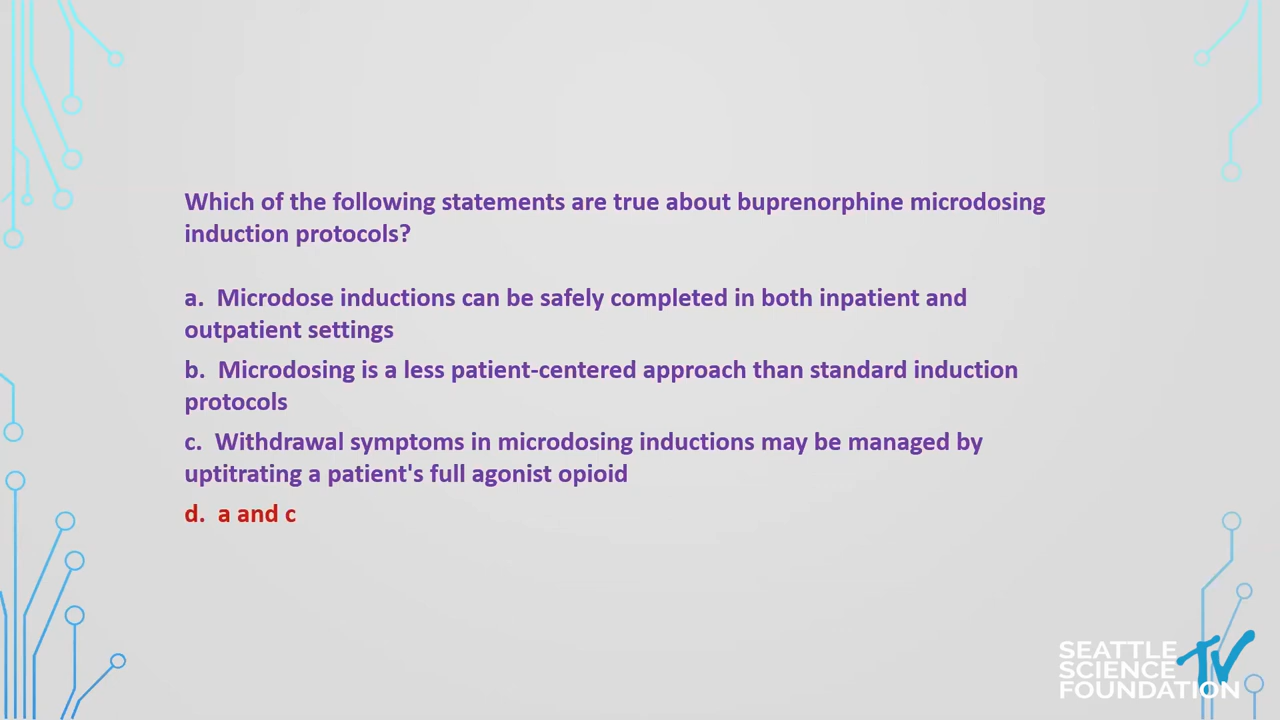 Which of the following statements are true about buprenorphine microdosing
induction protocols?
a.  Microdose inductions can be safely completed in both inpatient and
outpatient settings
b.  Microdosing is a less patient-centered approach than standard induction
protocols
c.  Withdrawal symptoms in microdosing inductions may be managed by
uptitrating a patient's full agonist opioid
d.  a and c
SEATTLE
SCIENCE
FOUNDATION
TV